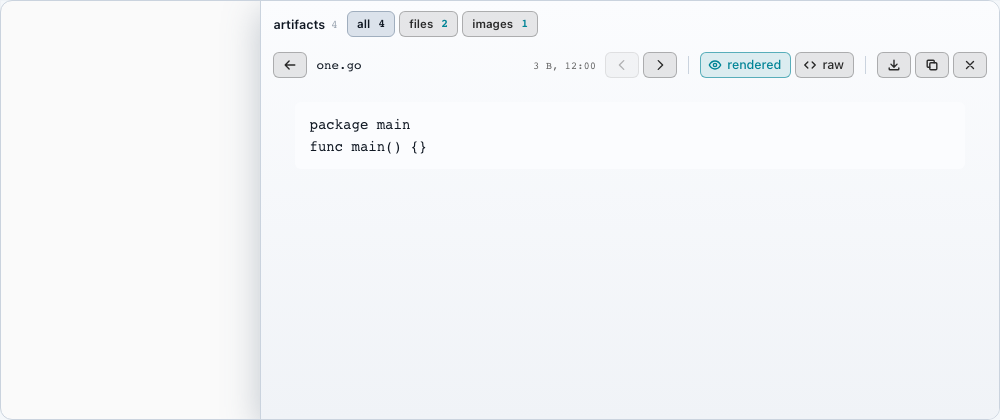 artifacts 4 all 4 files 2 images 1
one.go 3 B, 12:00 rendered raw
package main
func main() {}